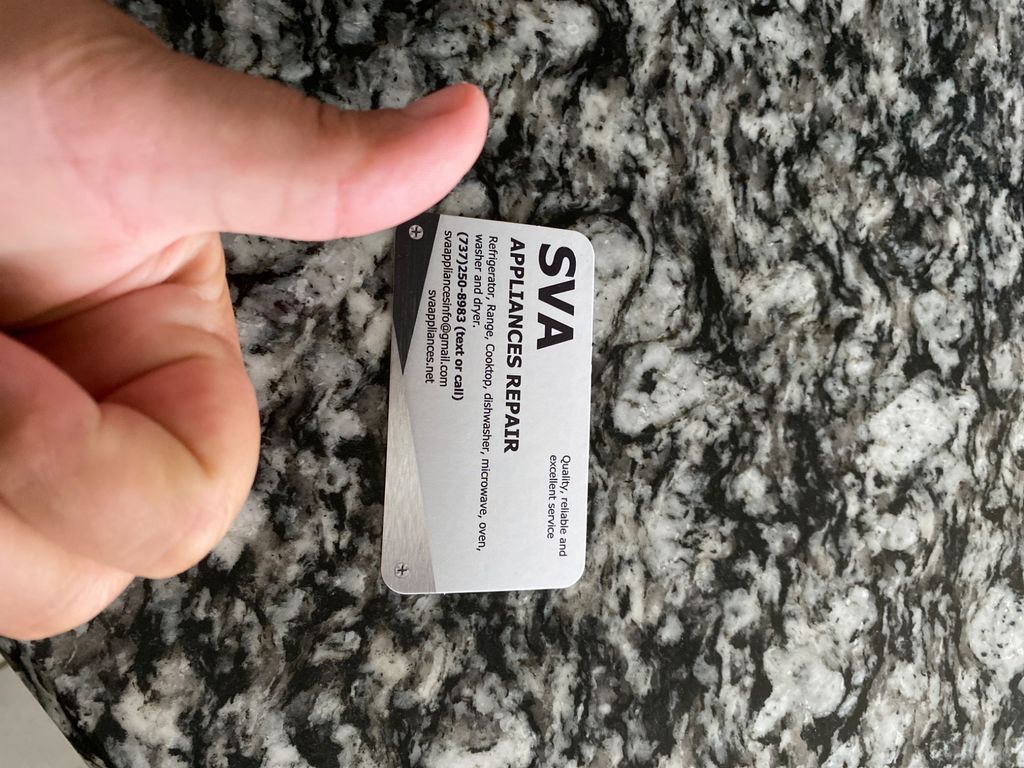 SVA
Quality, reliable and
excellent service
APPLIANCES REPAIR
Refrigerator, Range, Cooktop, dishwasher, microwave, oven,
washer and dryer.
(737)250-8983 (text or call)
svaappliancesinfo@gmail.com
svaappliances.net